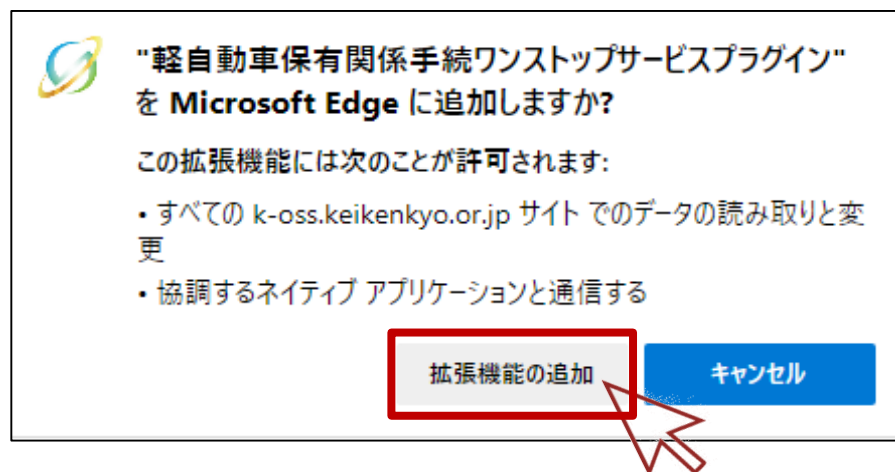 "軽自動車保有関係手続ワンストップサービスプラグイン"
を Microsoft Edge に追加しますか?
この拡張機能には次のことが許可されます:
• すべての k-oss.keikenkyo.or.jp サイト でのデータの読み取りと変
更
• 協調するネイティブ アプリケーションと通信する
拡張機能の追加
キャンセル